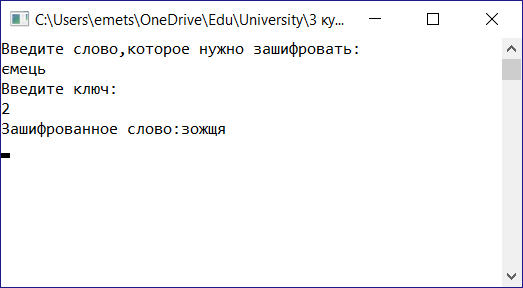 C:\Users\emets\OneDrive\Edu\University\3 ку...
Введите слово,которое нужно зашифровать:
ємець
Введите ключ:
2
Зашифрованное слово:зожщя